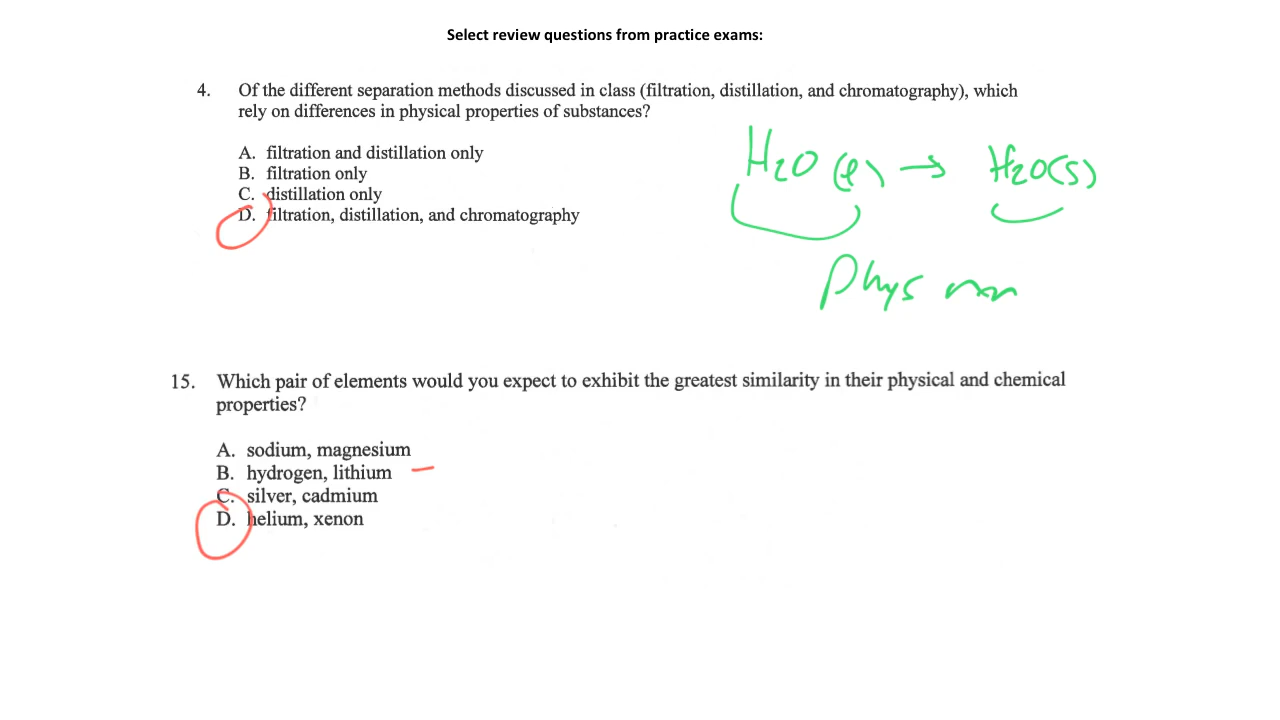 Select review questions from practice exams:
4. Of the different separation methods discussed in class (filtration, distillation, and chromatography), which
rely on differences in physical properties of substances?
A. filtration and distillation only
B. filtration only
C. distillation only
D. filtration, distillation, and chromatography
H2O (l) → H2O(s)
Phys
15. Which pair of elements would you expect to exhibit the greatest similarity in their physical and chemical
properties?
A. sodium, magnesium
B. hydrogen, lithium
C. silver, cadmium
D. helium, xenon